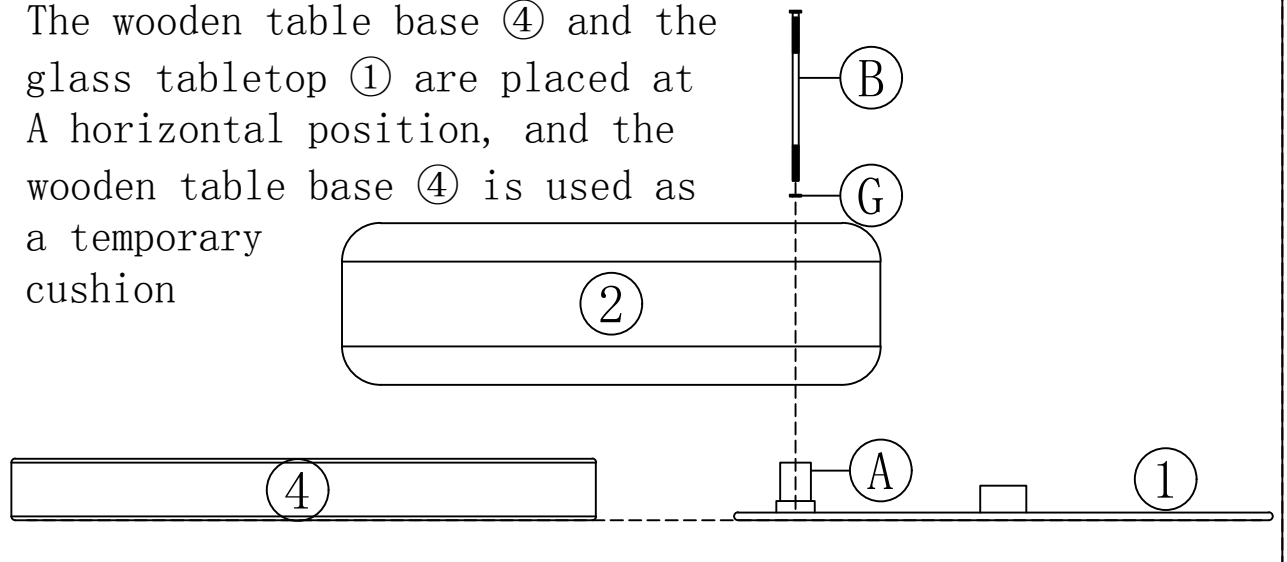 The wooden table base ④ and the
glass tabletop ① are placed at
A horizontal position, and the
wooden table base ④ is used as
a temporary
cushion
B
G
②
④
A
①